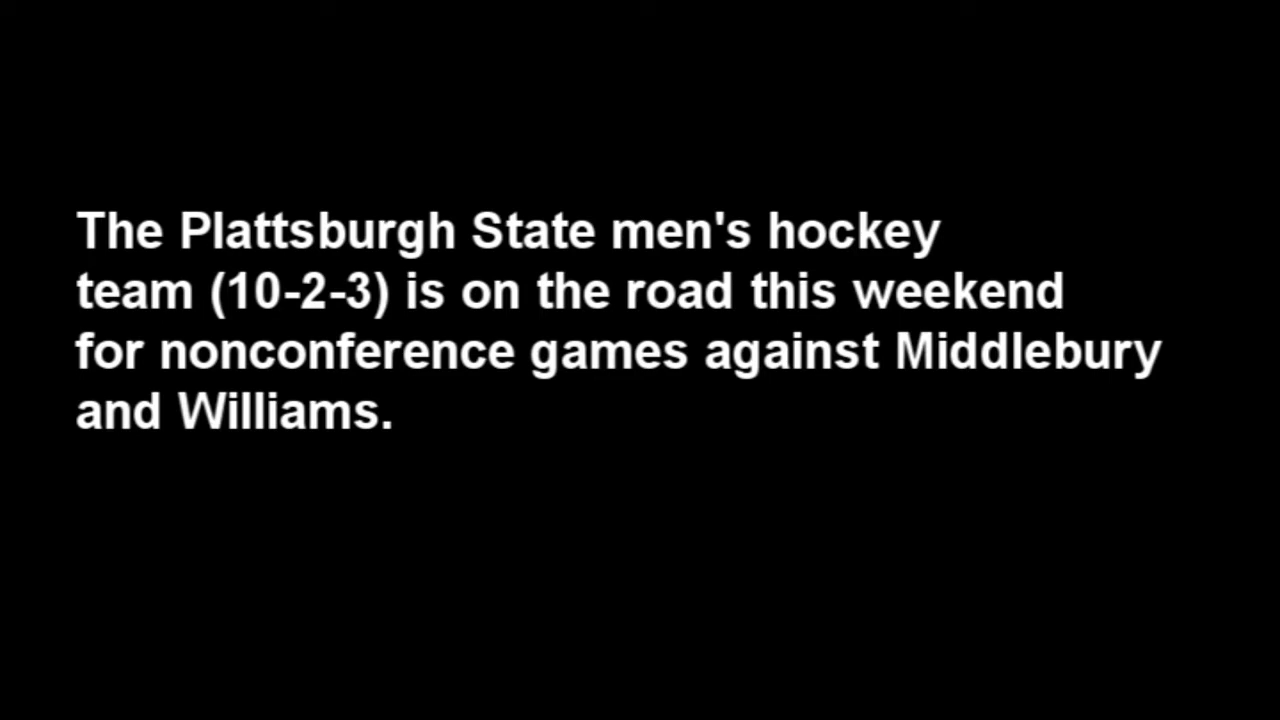 The Plattsburgh State men's hockey
team (10-2-3) is on the road this weekend
for nonconference games against Middlebury
and Williams.